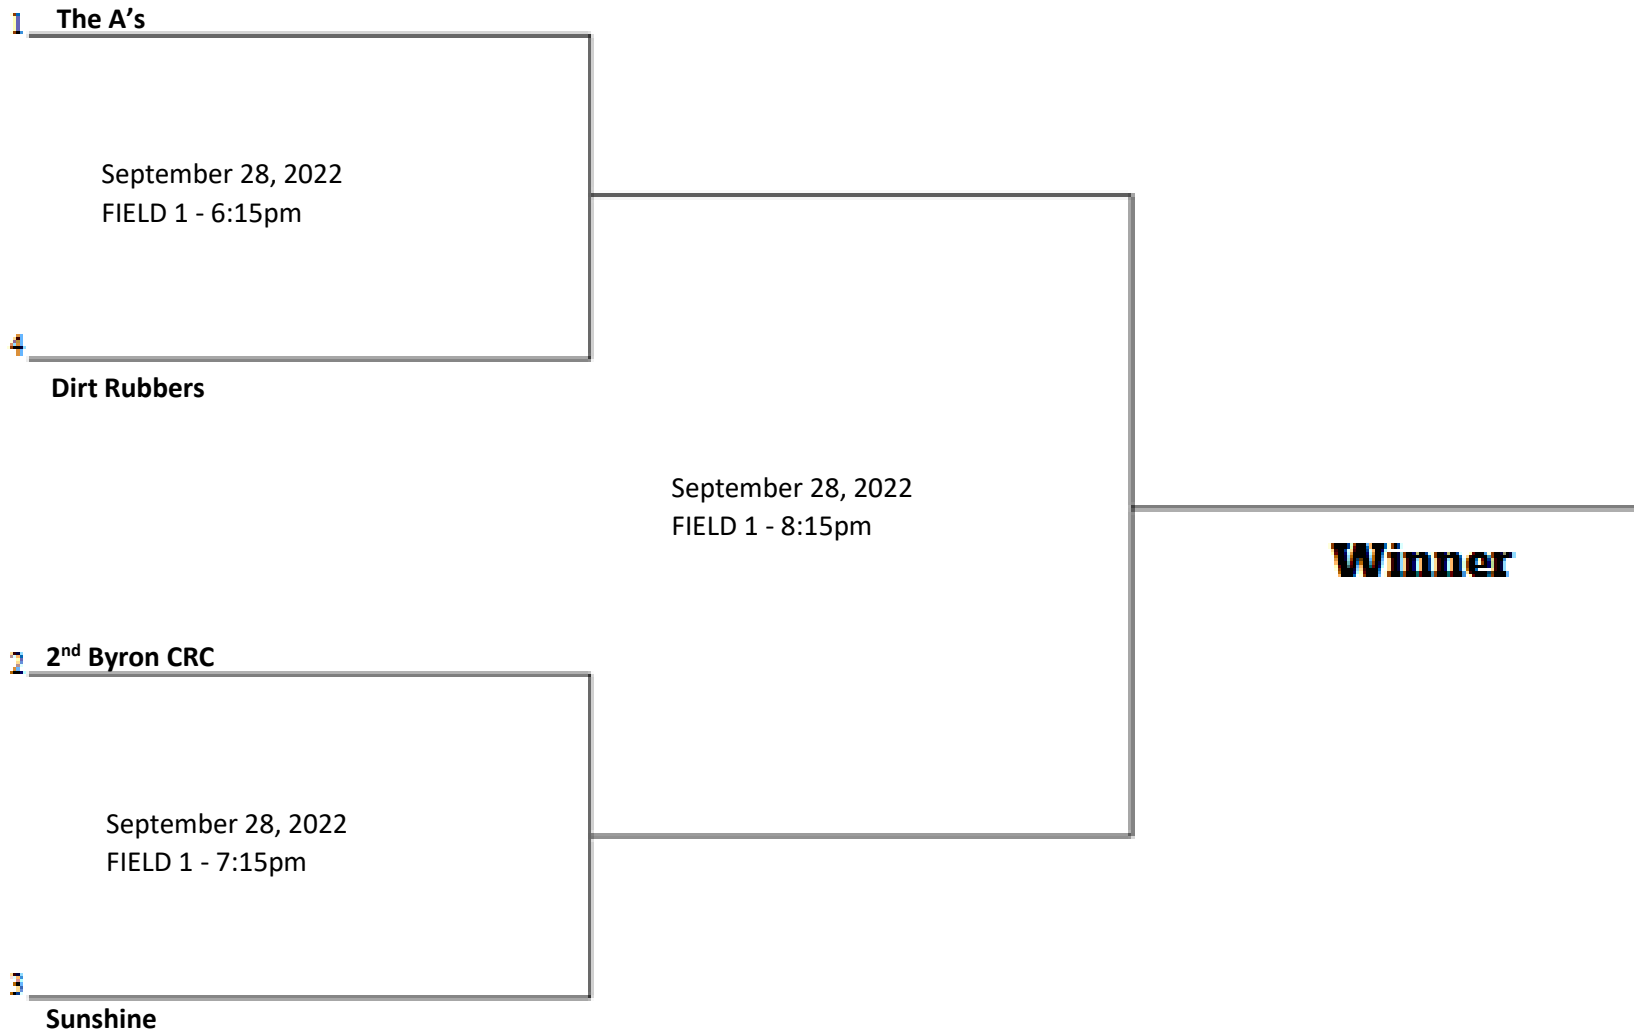 1 The A’s
September 28, 2022
FIELD 1 - 6:15pm
4
Dirt Rubbers
September 28, 2022
FIELD 1 - 8:15pm
Winner
2 2nd Byron CRC
September 28, 2022
FIELD 1 - 7:15pm
3
Sunshine